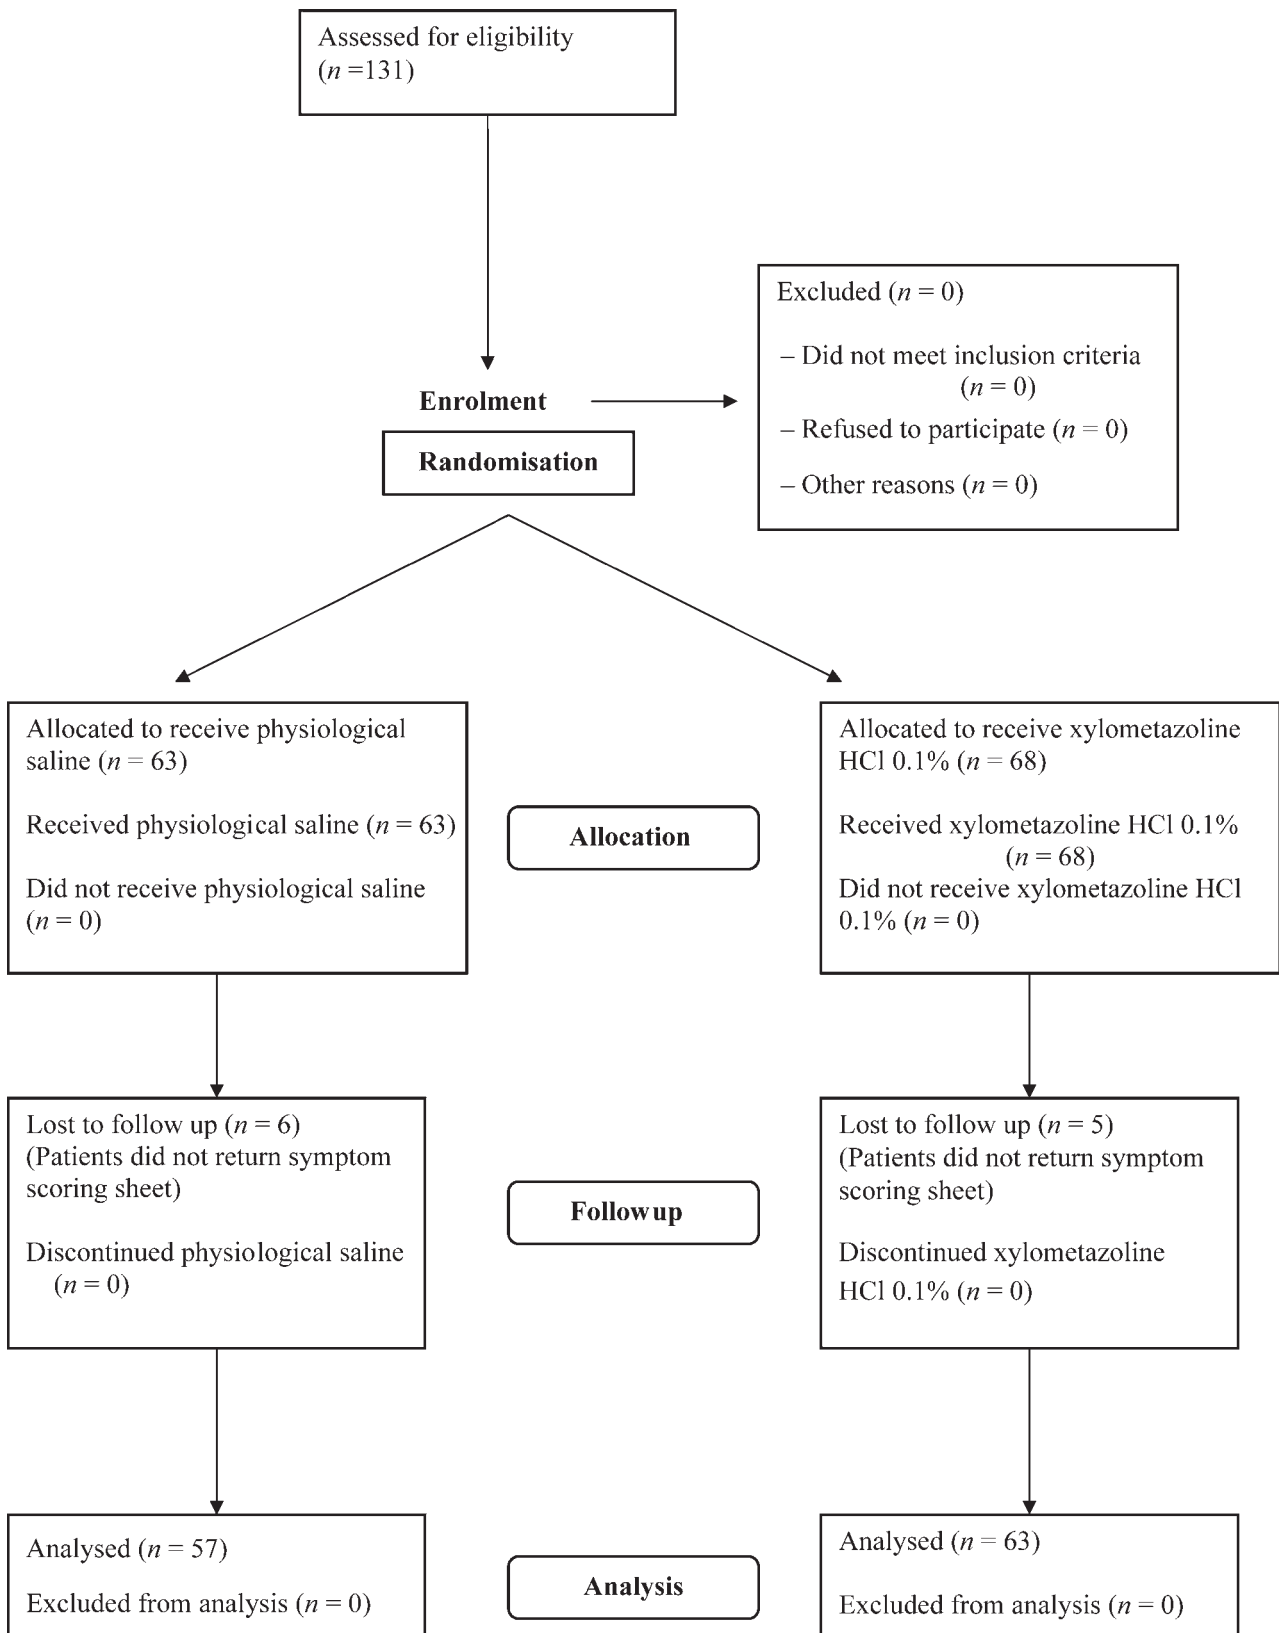 Assessed for eligibility
(n =131)
Excluded (n = 0)
– Did not meet inclusion criteria
(n = 0)
– Refused to participate (n = 0)
– Other reasons (n = 0)
Enrolment
Randomisation
Allocated to receive physiological
saline (n = 63)
Received physiological saline (n = 63)
Did not receive physiological saline
(n = 0)
Allocation
Allocated to receive xylometazoline
HCl 0.1% (n = 68)
Received xylometazoline HCl 0.1%
(n = 68)
Did not receive xylometazoline HCl
0.1% (n = 0)
Lost to follow up (n = 6)
(Patients did not return symptom
scoring sheet)
Discontinued physiological saline
(n = 0)
Follow up
Lost to follow up (n = 5)
(Patients did not return symptom
scoring sheet)
Discontinued xylometazoline
HCl 0.1% (n = 0)
Analysed (n = 57)
Excluded from analysis (n = 0)
Analysis
Analysed (n = 63)
Excluded from analysis (n = 0)